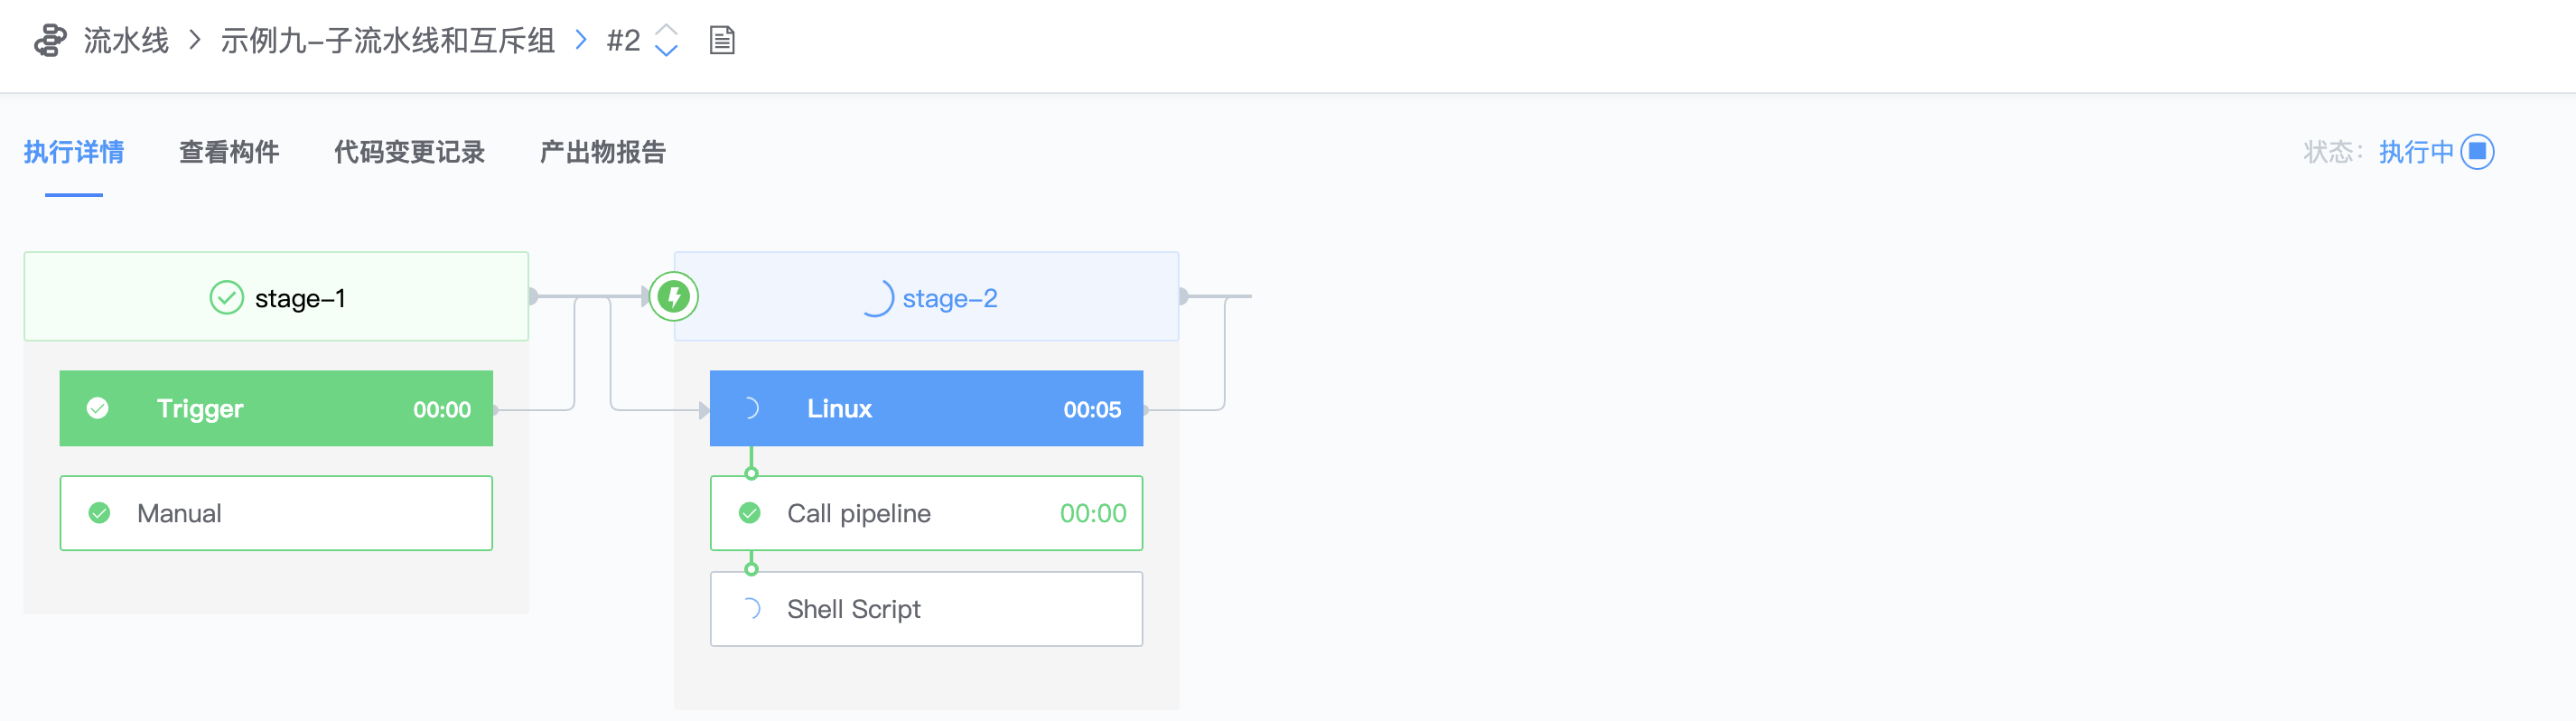 流水线 > 示例九-子流水线和互斥组 > #2
执行详情 查看构件 代码变更记录 产出物报告 状态: 执行中
stage-1
Trigger 00:00
Manual
stage-2
Linux 00:05
Call pipeline 00:00
Shell Script